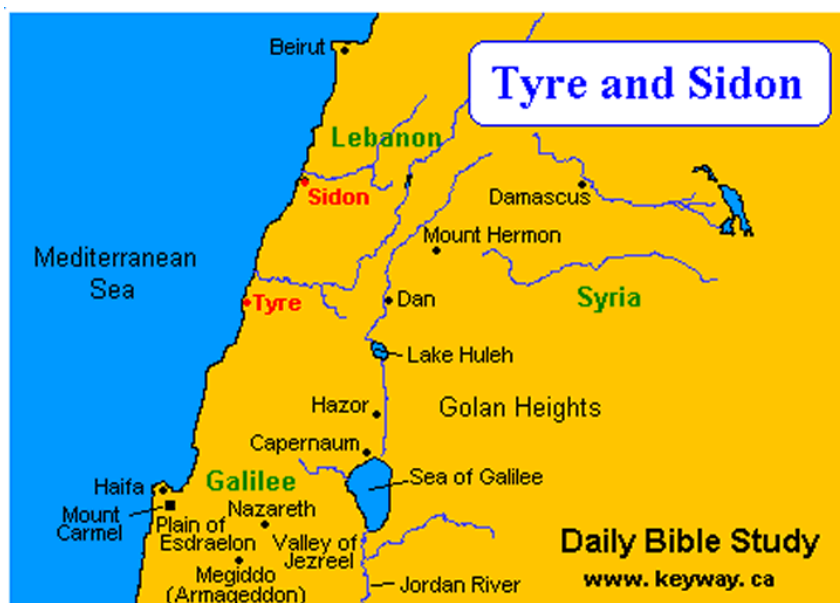 Beirut
Tyre and Sidon
Lebanon
Sidon
Damascus
Mount Hermon
Mediterranean
Sea
Syria
Tyre
Dan
Lake Huleh
Hazor
Golan Heights
Capernaum
Sea of Galilee
Galilee
Haifa
Mount
Carmel
Plain of
Esdraelon
Nazareth
Valley of
Jezreel
Megiddo
(Armageddon)
Jordan River
Daily Bible Study
www.keyway.ca